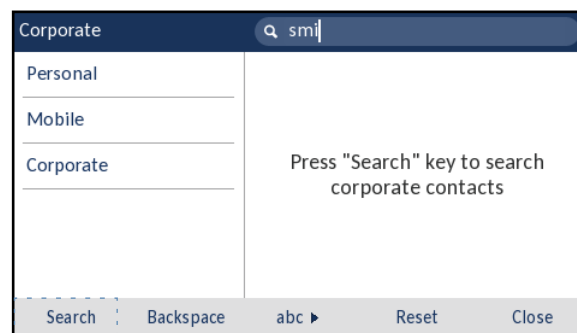 Corporate
smi
Personal
Mobile
Corporate
Press "Search" key to search
corporate contacts
Search Backspace abc Reset Close